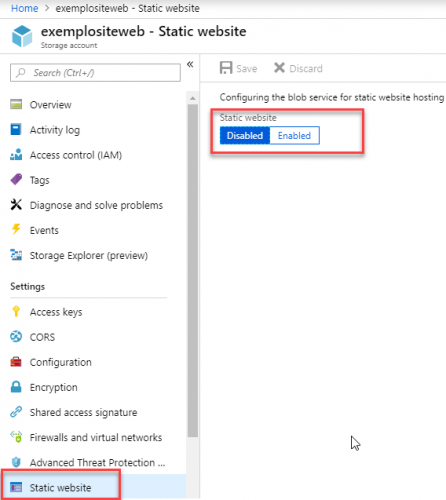 Home > exemplositeweb - Static website
exemplositeweb - Static website
Storage account
Search (Ctrl+/)
«
Overview
Activity log
Access control (IAM)
Tags
Diagnose and solve problems
Events
Storage Explorer (preview)
Settings
Access keys
CORS
Configuration
Encryption
Shared access signature
Firewalls and virtual networks
Advanced Threat Protection ...
Static website
Save Discard
Configuring the blob service for static website hosting
Static website
Disabled Enabled